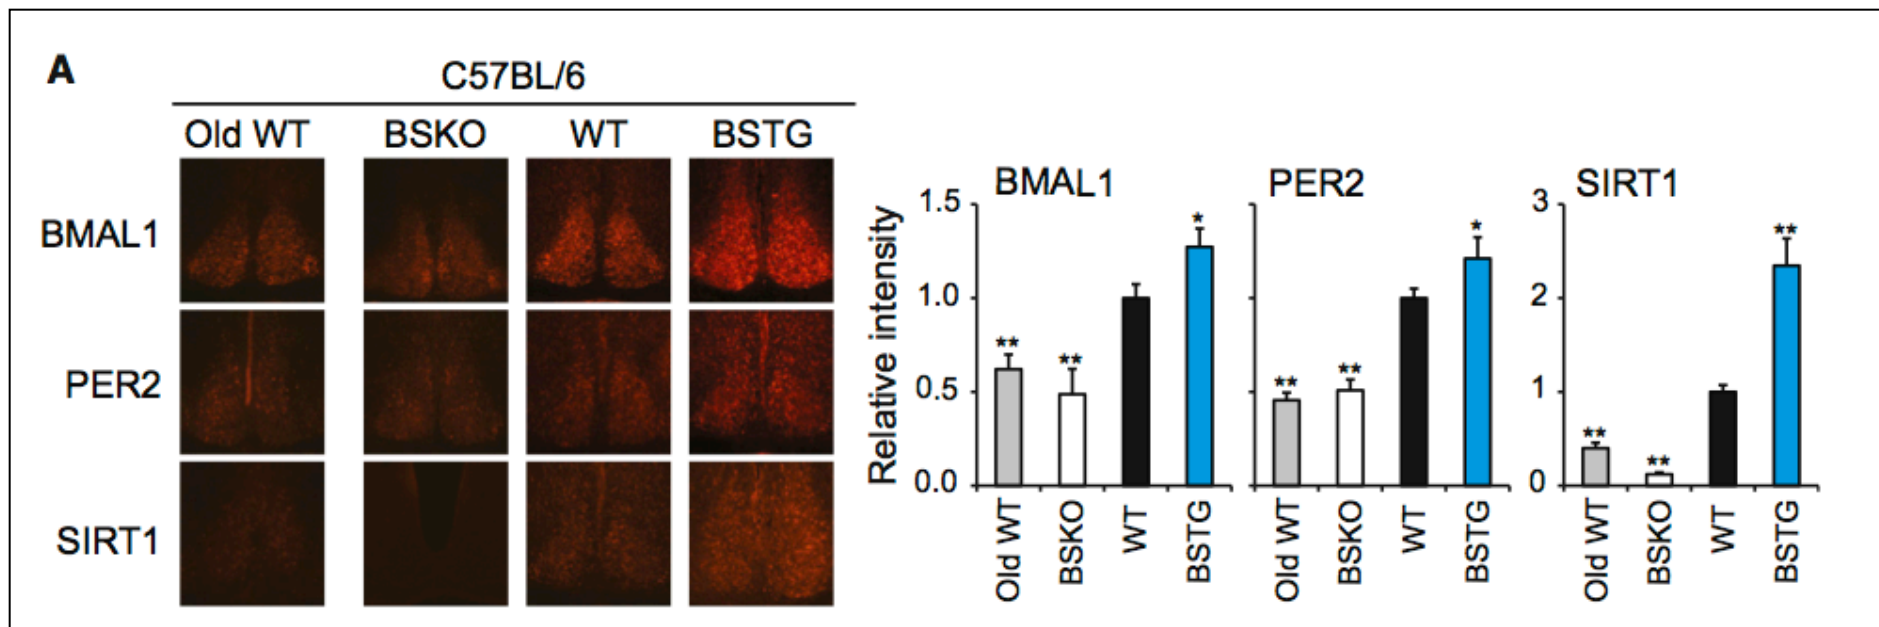 A
C57BL/6
Old WT BSKO WT BSTG
BMAL1
PER2
SIRT1
Relative intensity
BMAL1
1.5
1.0
0.5
0.0
** ** *
Old WT BSKO WT BSTG
PER2
** ** *
Old WT BSKO WT BSTG
SIRT1
3
2
1
0
** ** **
Old WT BSKO WT BSTG